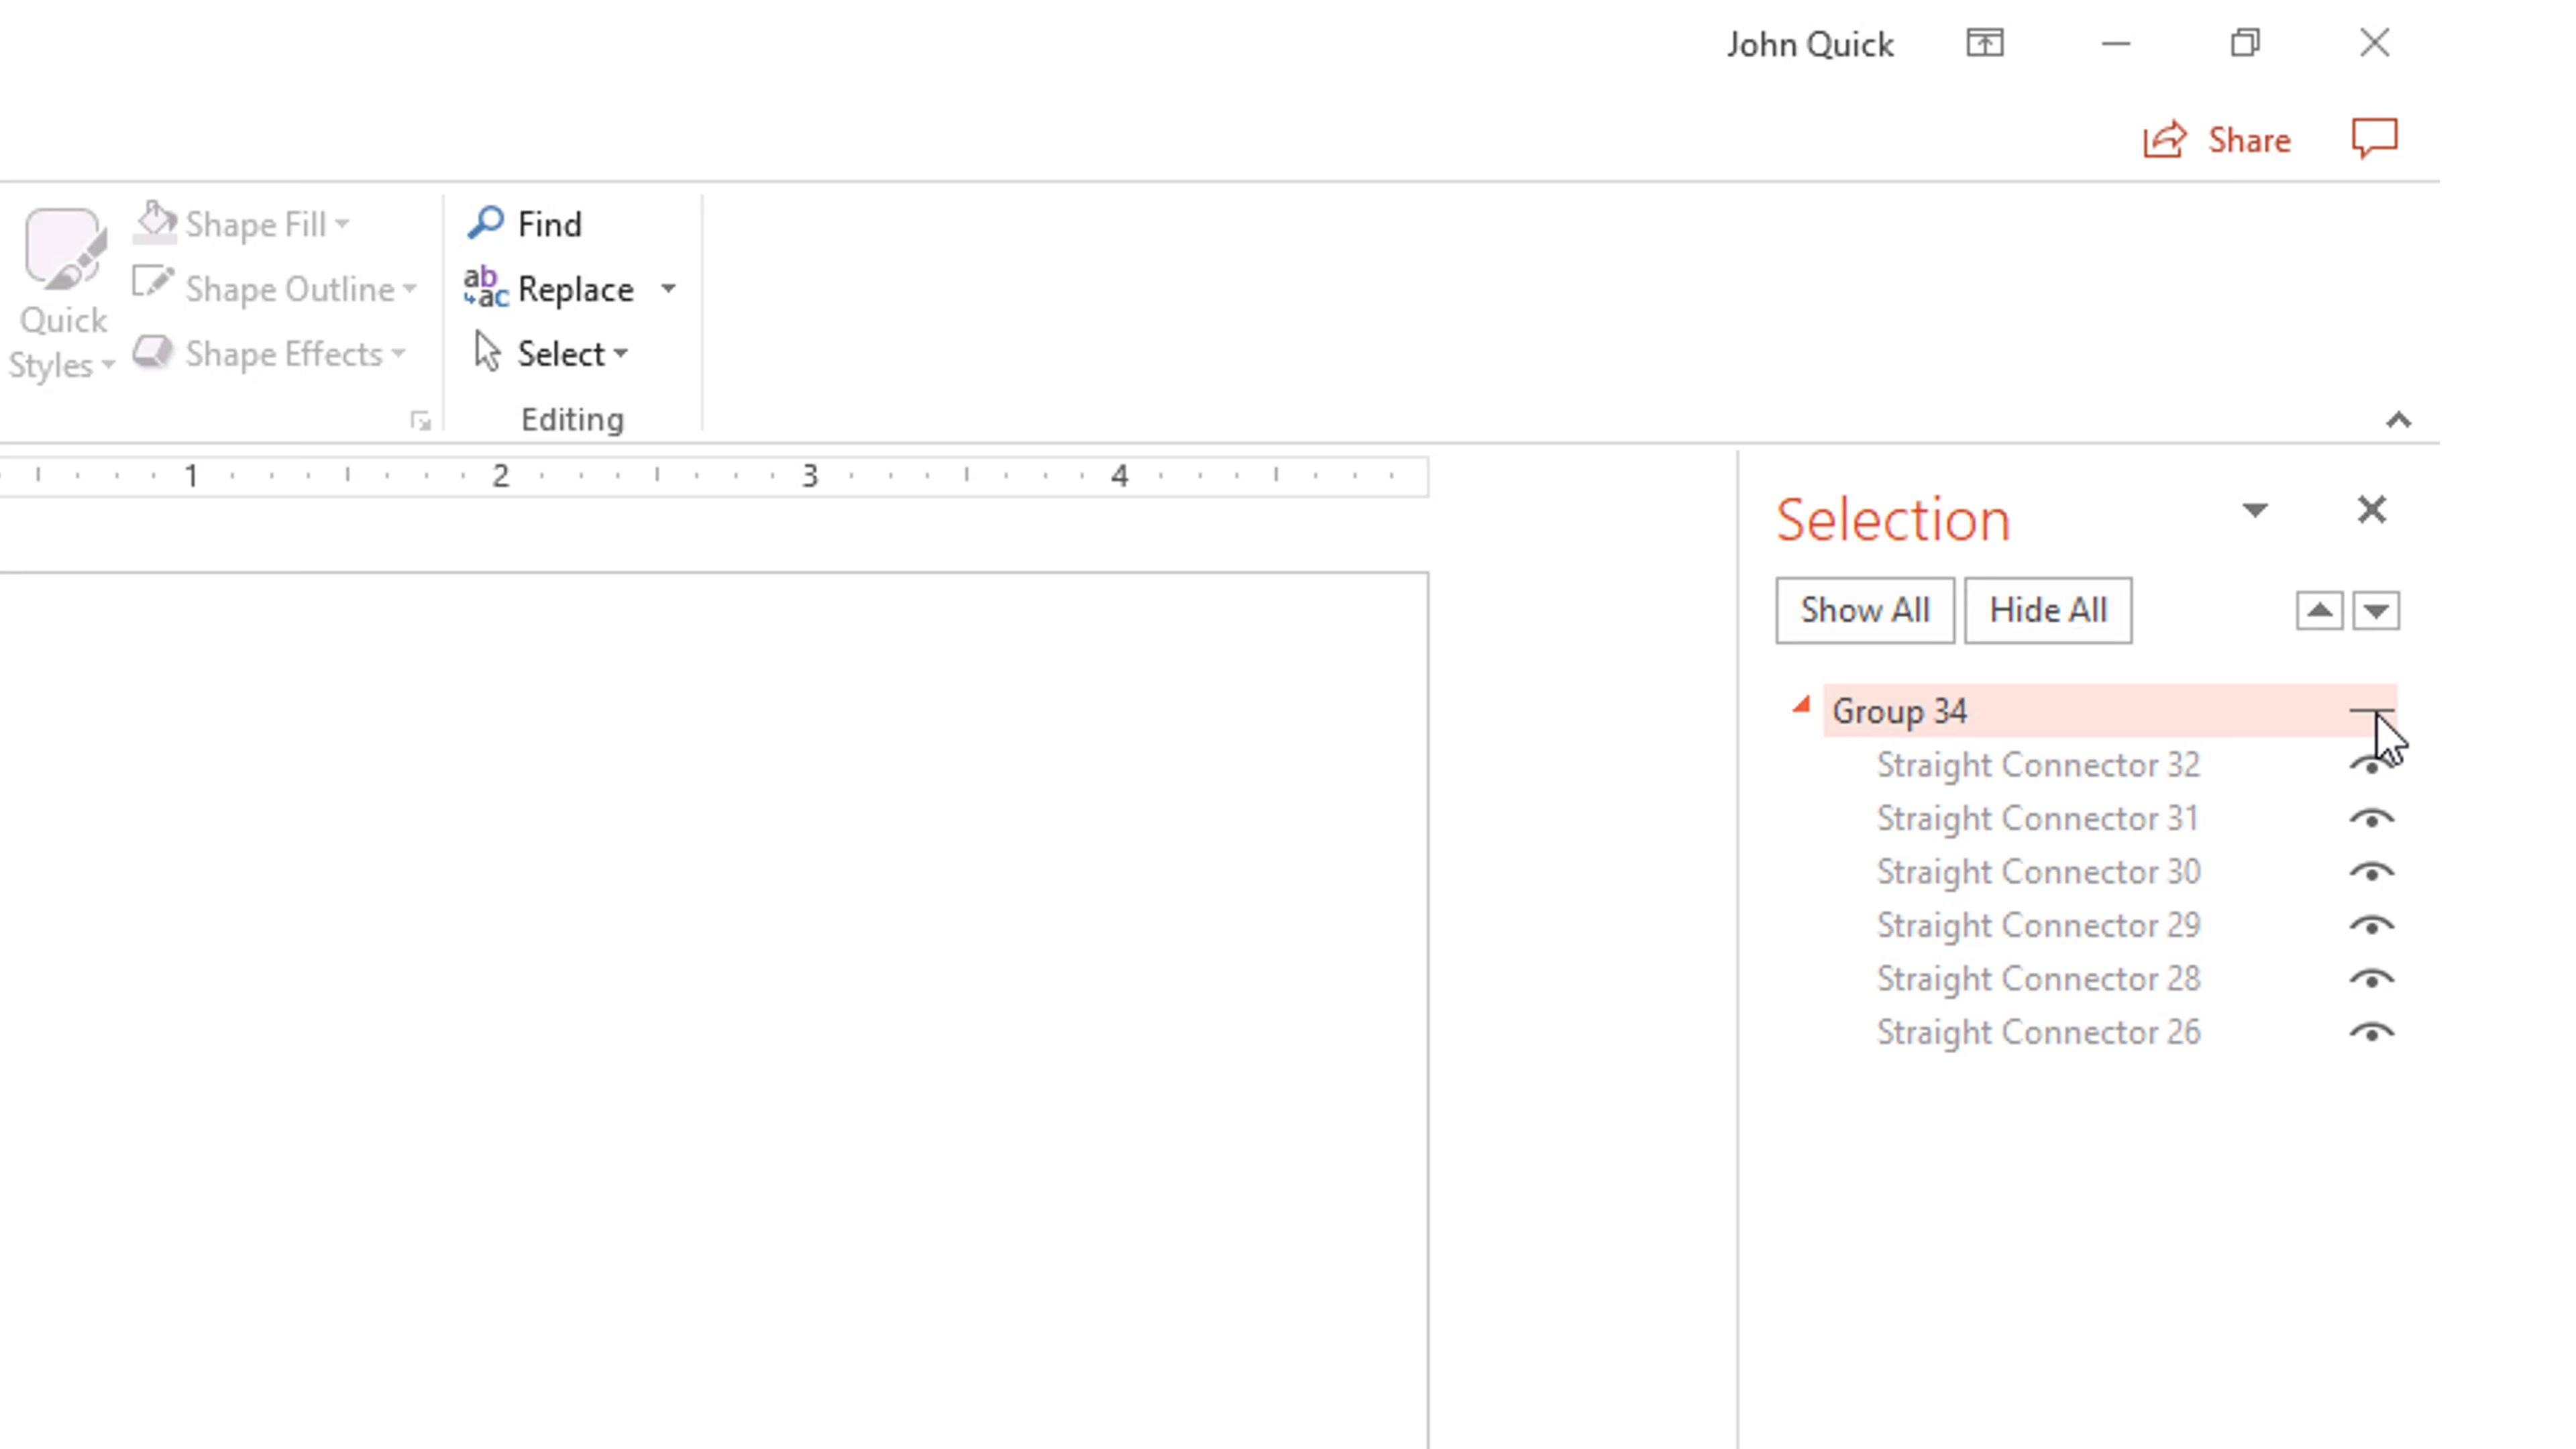 John Quick
Share
Shape Fill
Shape Outline
Shape Effects
Quick
Styles
Find
ab
ac
Replace
Select
Editing
1 2 3 4
Selection
Show All Hide All
Group 34
Straight Connector 32
Straight Connector 31
Straight Connector 30
Straight Connector 29
Straight Connector 28
Straight Connector 26